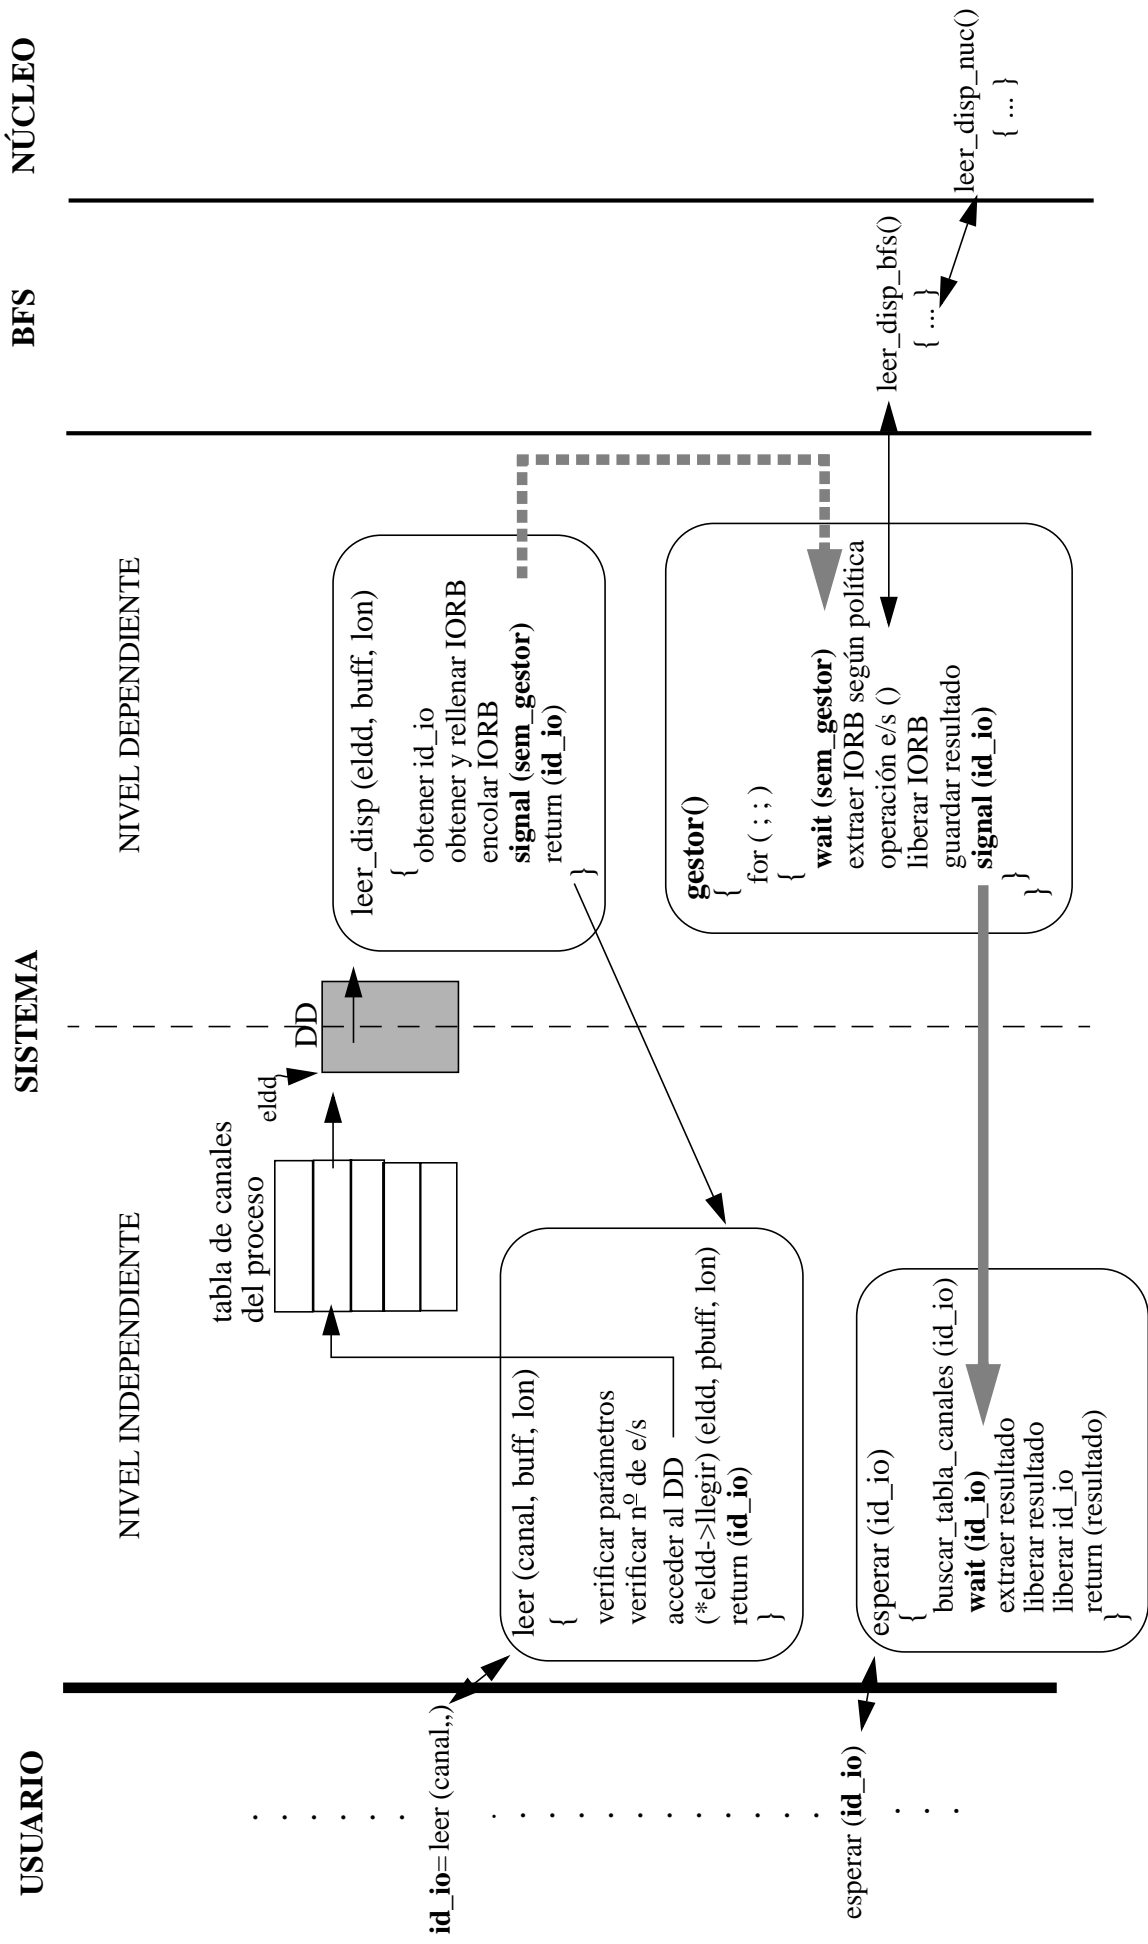 USUARIO
SISTEMA
BFS
NÚCLEO
NIVEL INDEPENDIENTE
NIVEL DEPENDIENTE
tabla de canales
del proceso
eldd
DD
id_io= leer (canal,,)
leer (canal, buff, lon)
{
verificar parámetros
verificar nº de e/s
acceder al DD
(*eldd->llegir) (eldd, pbuff, lon)
return (id_io)
}
leer_disp (eldd, buff, lon)
{
obtener id_io
obtener y rellenar IORB
encolar IORB
signal (sem_gestor)
return (id_io)
}
gestor()
{
for ( ; ; )
{
wait (sem_gestor)
extraer IORB según política
operación e/s ()
liberar IORB
guardar resultado
signal (id_io)
}
}
leer_disp_bfs()
{ ... }
leer_disp_nuc()
{ ... }
esperar (id_io)
esperar (id_io)
{
buscar_tabla_canales (id_io)
wait (id_io)
extraer resultado
liberar resultado
liberar id_io
return (resultado)
}